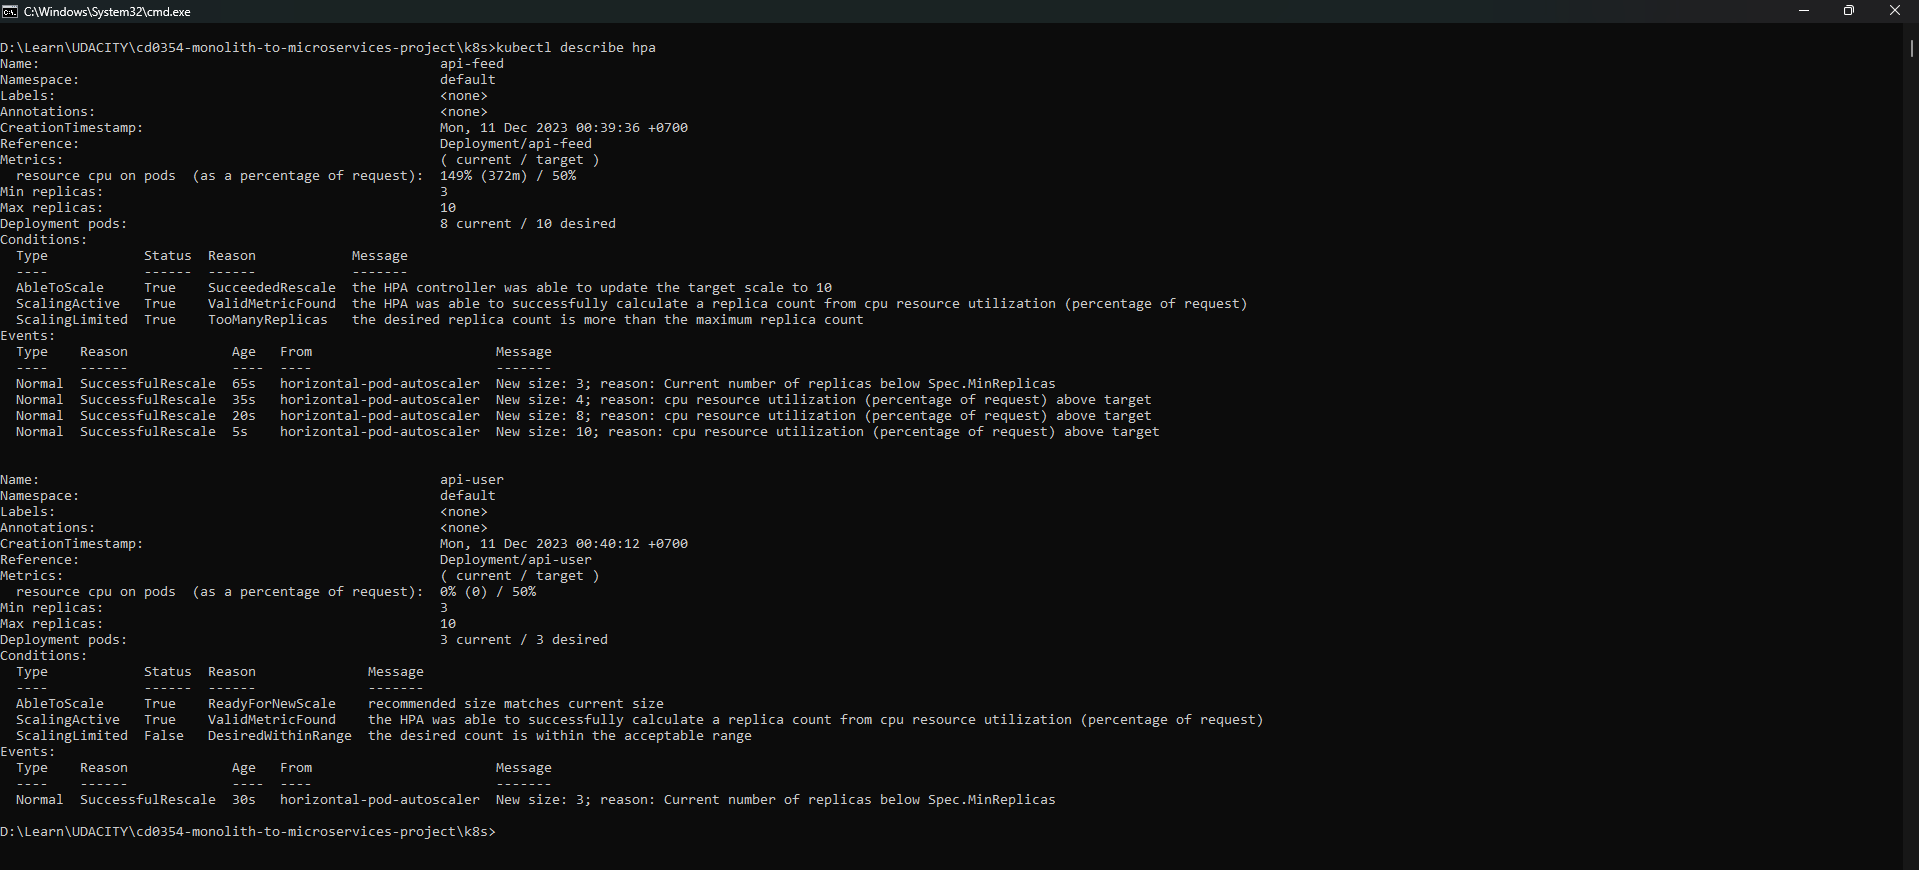 C:\Windows\System32\cmd.exe
D:\Learn\UDACITY\cd0354-monolith-to-microservices-project\k8s>kubectl describe hpa
Name:                                                  api-feed
Namespace:                                             default
Labels:                                                <none>
Annotations:                                           <none>
CreationTimestamp:                                     Mon, 11 Dec 2023 00:39:36 +0700
Reference:                                             Deployment/api-feed
Metrics:                                               ( current / target )
  resource cpu on pods  (as a percentage of request):  149% (372m) / 50%
Min replicas:                                          3
Max replicas:                                          10
Deployment pods:                                       8 current / 10 desired
Conditions:
  Type            Status  Reason            Message
  ----            ------  ------            -------
  AbleToScale     True    SucceededRescale  the HPA controller was able to update the target scale to 10
  ScalingActive   True    ValidMetricFound  the HPA was able to successfully calculate a replica count from cpu resource utilization (percentage of request)
  ScalingLimited  True    TooManyReplicas   the desired replica count is more than the maximum replica count
Events:
  Type    Reason             Age   From                       Message
  ----    ------             ----  ----                       -------
  Normal  SuccessfulRescale  65s   horizontal-pod-autoscaler  New size: 3; reason: Current number of replicas below Spec.MinReplicas
  Normal  SuccessfulRescale  35s   horizontal-pod-autoscaler  New size: 4; reason: cpu resource utilization (percentage of request) above target
  Normal  SuccessfulRescale  20s   horizontal-pod-autoscaler  New size: 8; reason: cpu resource utilization (percentage of request) above target
  Normal  SuccessfulRescale  5s    horizontal-pod-autoscaler  New size: 10; reason: cpu resource utilization (percentage of request) above target
Name:                                                  api-user
Namespace:                                             default
Labels:                                                <none>
Annotations:                                           <none>
CreationTimestamp:                                     Mon, 11 Dec 2023 00:40:12 +0700
Reference:                                             Deployment/api-user
Metrics:                                               ( current / target )
  resource cpu on pods  (as a percentage of request):  0% (0) / 50%
Min replicas:                                          3
Max replicas:                                          10
Deployment pods:                                       3 current / 3 desired
Conditions:
  Type            Status  Reason              Message
  ----            ------  ------              -------
  AbleToScale     True    ReadyForNewScale    recommended size matches current size
  ScalingActive   True    ValidMetricFound    the HPA was able to successfully calculate a replica count from cpu resource utilization (percentage of request)
  ScalingLimited  False   DesiredWithinRange  the desired count is within the acceptable range
Events:
  Type    Reason             Age   From                       Message
  ----    ------             ----  ----                       -------
  Normal  SuccessfulRescale  30s   horizontal-pod-autoscaler  New size: 3; reason: Current number of replicas below Spec.MinReplicas
D:\Learn\UDACITY\cd0354-monolith-to-microservices-project\k8s>